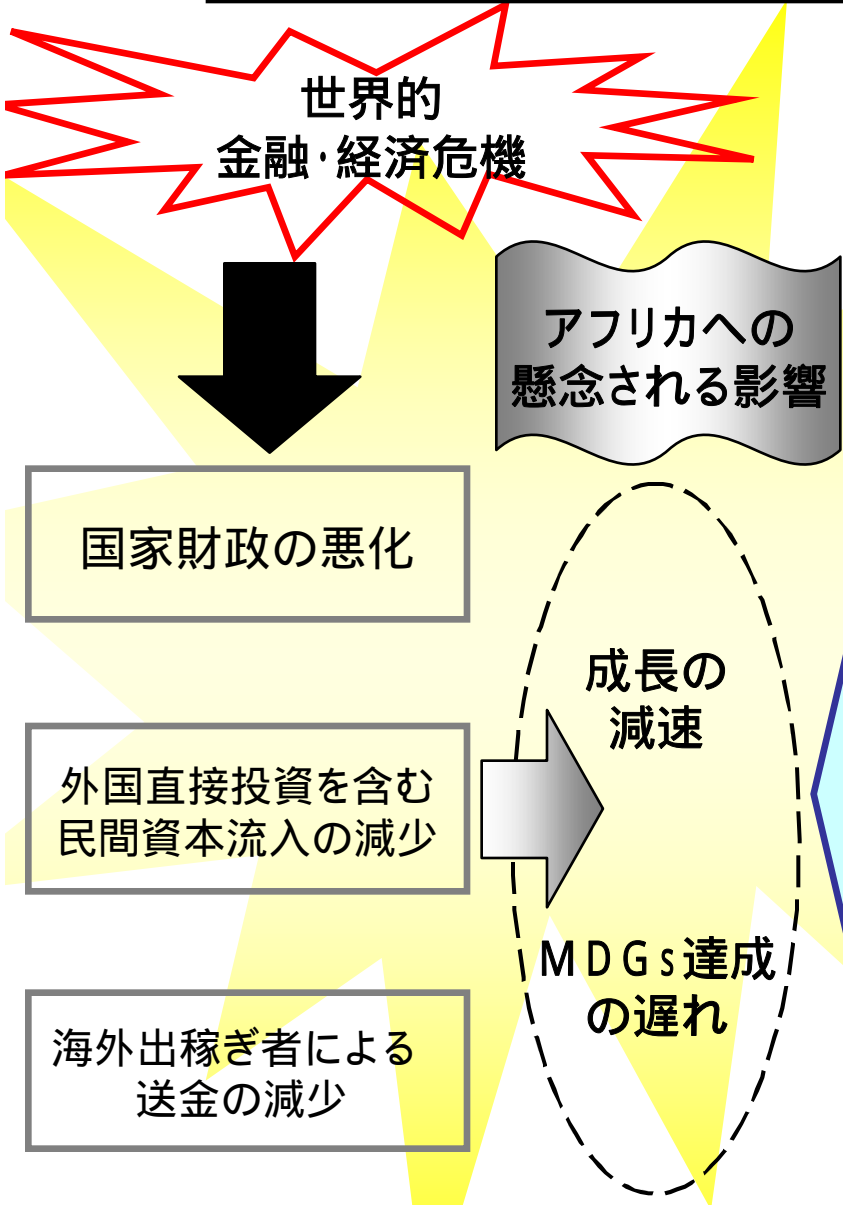 世界的
金融・経済危機
アフリカへの
懸念される影響
国家財政の悪化
成長の
減速
外国直接投資を含む
民間資本流入の減少
MDGs達成
の遅れ
海外出稼ぎ者による
送金の減少